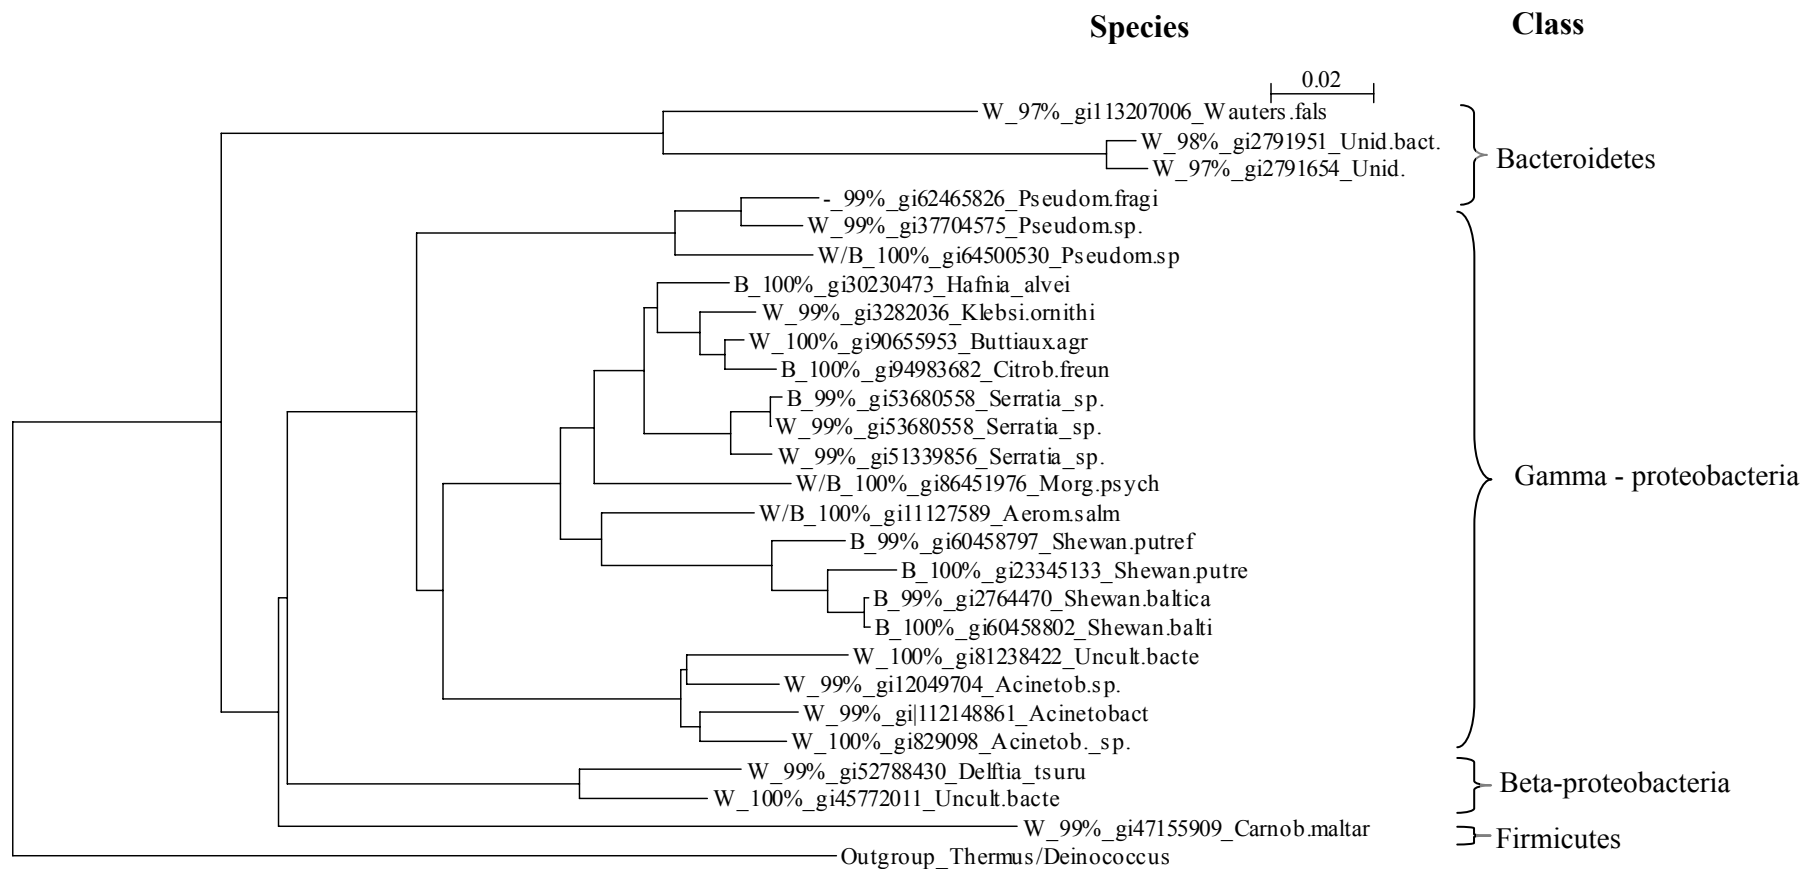 Species
Class
0.02
W_97%_gi113207006_Wauters.fals
W_98%_gi2791951_Unid.bact.
W_97%_gi2791654_Unid.
Bacteroidetes
-_99%_gi62465826_Pseudom.fragi
W_99%_gi37704575_Pseudom.sp.
W/B_100%_gi64500530_Pseudom.sp
B_100%_gi30230473_Hafnia_alvei
W_99%_gi3282036_Klebsi.ornithi
W_100%_gi90655953_Buttiaux.agr
B_100%_gi94983682_Citrob.freun
B_99%_gi53680558_Serratia_sp.
W_99%_gi53680558_Serratia_sp.
W_99%_gi51339856_Serratia_sp.
W/B_100%_gi86451976_Morg.psych
Gamma - proteobacteria
W/B_100%_gi11127589_Aerom.salm
B_99%_gi60458797_Shewan.putref
B_100%_gi23345133_Shewan.putre
B_99%_gi2764470_Shewan.baltica
B_100%_gi60458802_Shewan.balti
W_100%_gi81238422_Uncult.bacte
W_99%_gi12049704_Acinetob.sp.
W_99%_gi|112148861_Acinetobact
W_100%_gi829098_Acinetob._sp.
W_99%_gi52788430_Delftia_tsuru
Beta-proteobacteria
W_100%_gi45772011_Uncult.bacte
W_99%_gi47155909_Carnob.maltar
Firmicutes
Outgroup_Thermus/Deinococcus